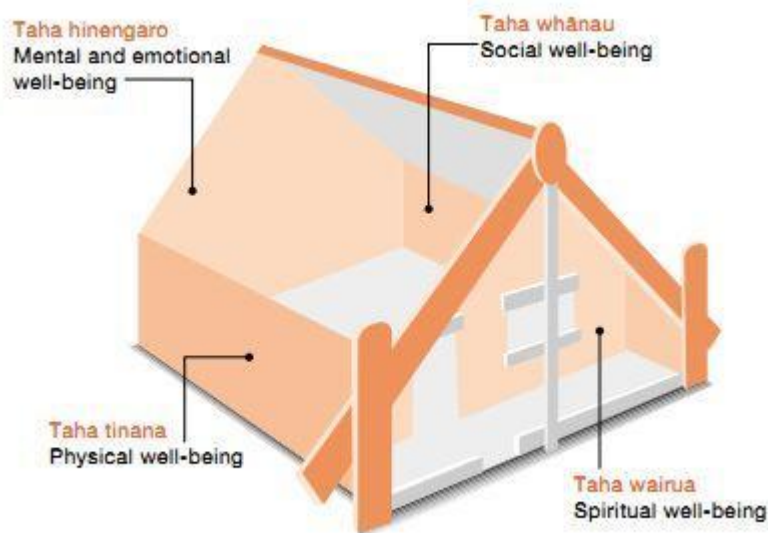 Taha hinengaro
Mental and emotional
well-being
Taha whānau
Social well-being
Taha tinana
Physical well-being
Taha wairua
Spiritual well-being